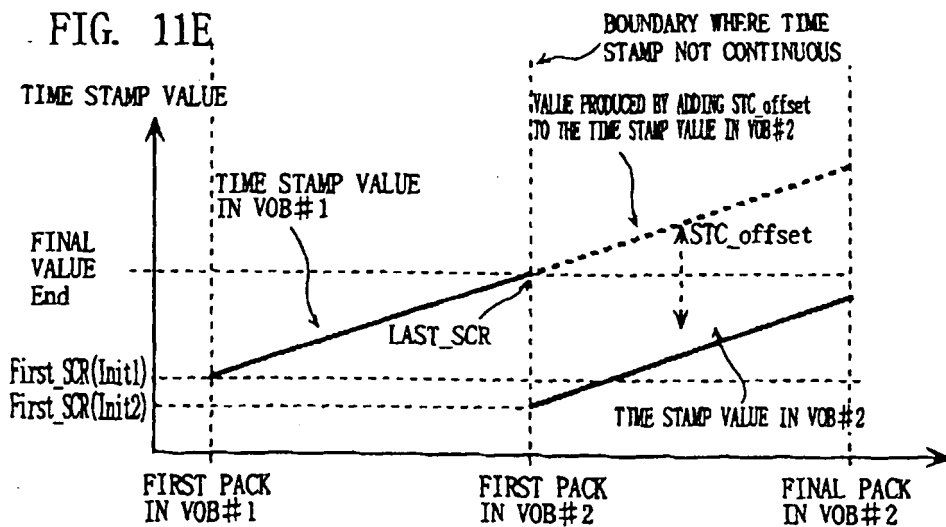 FIG. 11E
BOUNDARY WHERE TIME
STAMP NOT CONTINUOUS
TIME STAMP VALUE
VALUE PRODUCED BY ADDING STC_offset
TO THE TIME STAMP VALUE IN VOB#2
TIME STAMP VALUE
IN VOB#1
STC_offset
FINAL
VALUE
End
LAST_SCR
First_SCR(Init1)
First_SCR(Init2)
TIME STAMP VALUE IN VOB#2
FIRST PACK
IN VOB#1
FIRST PACK
IN VOB#2
FINAL PACK
IN VOB#2